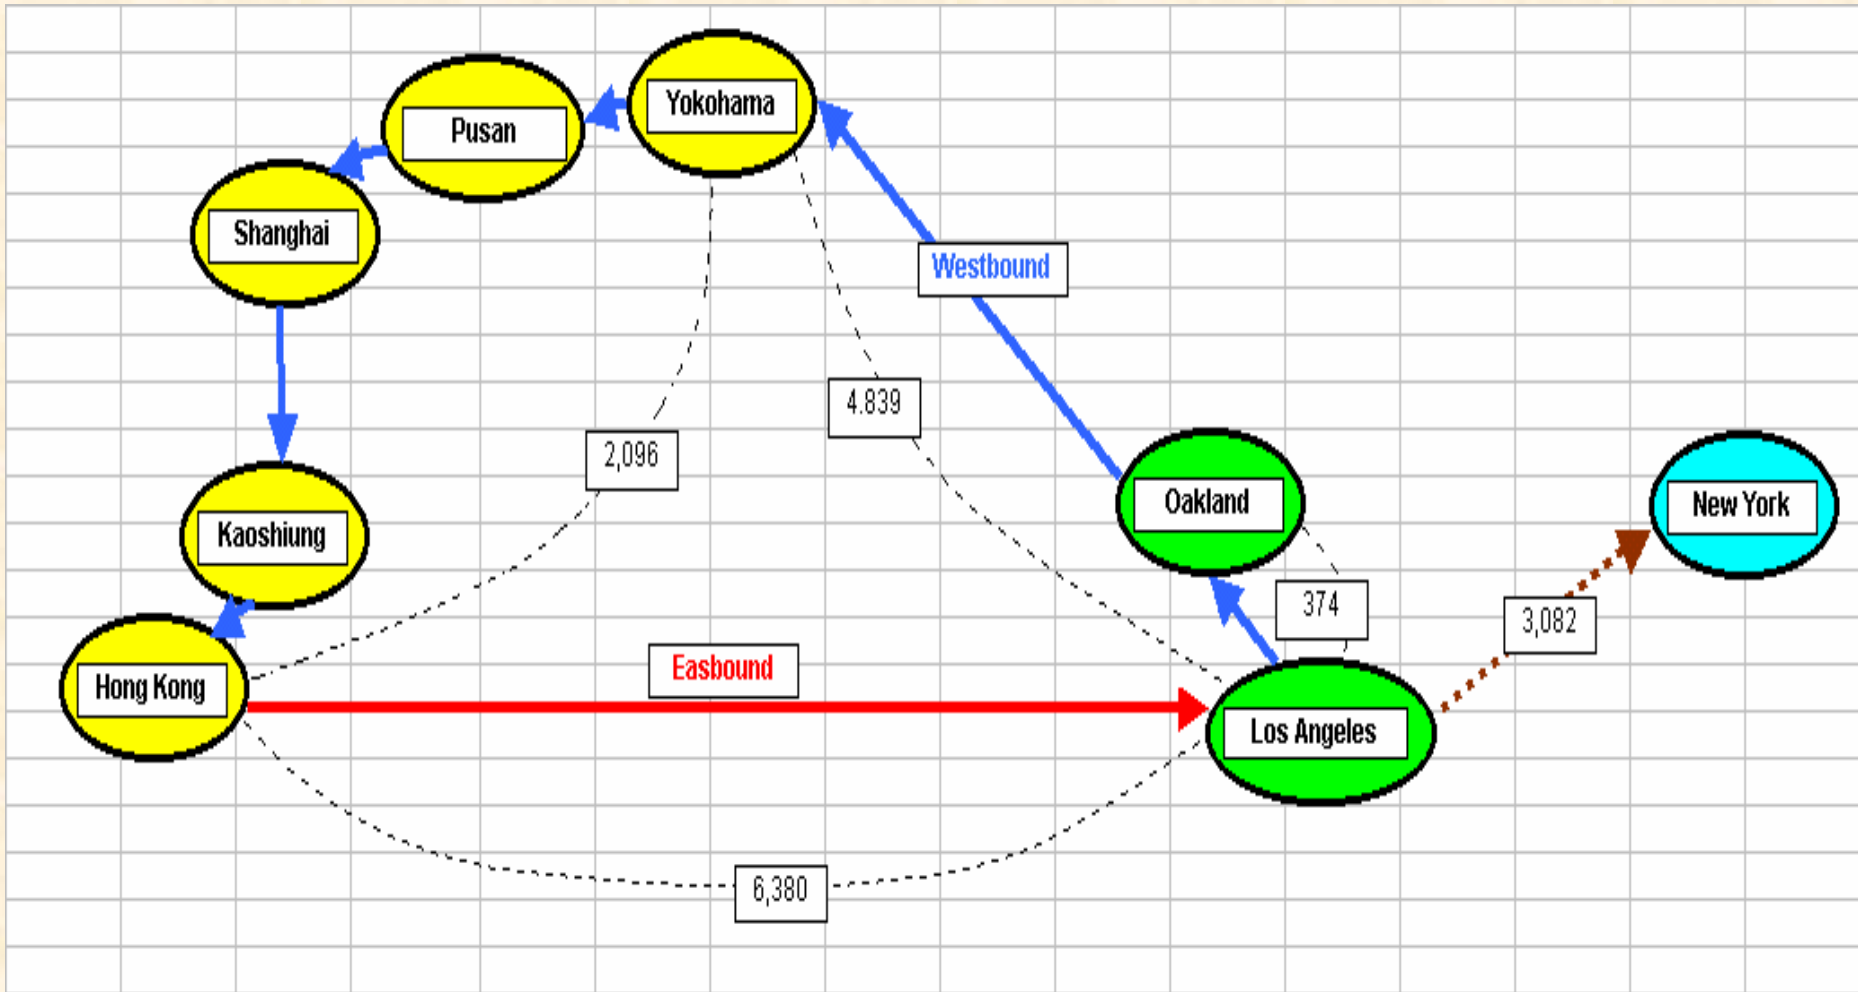 Yokohama
Pusan
Shanghai
Westbound
4.839
2,096
Oakland
New York
Kaoshiung
374
3,082
Easbound
Hong Kong
Los Angeles
6,380